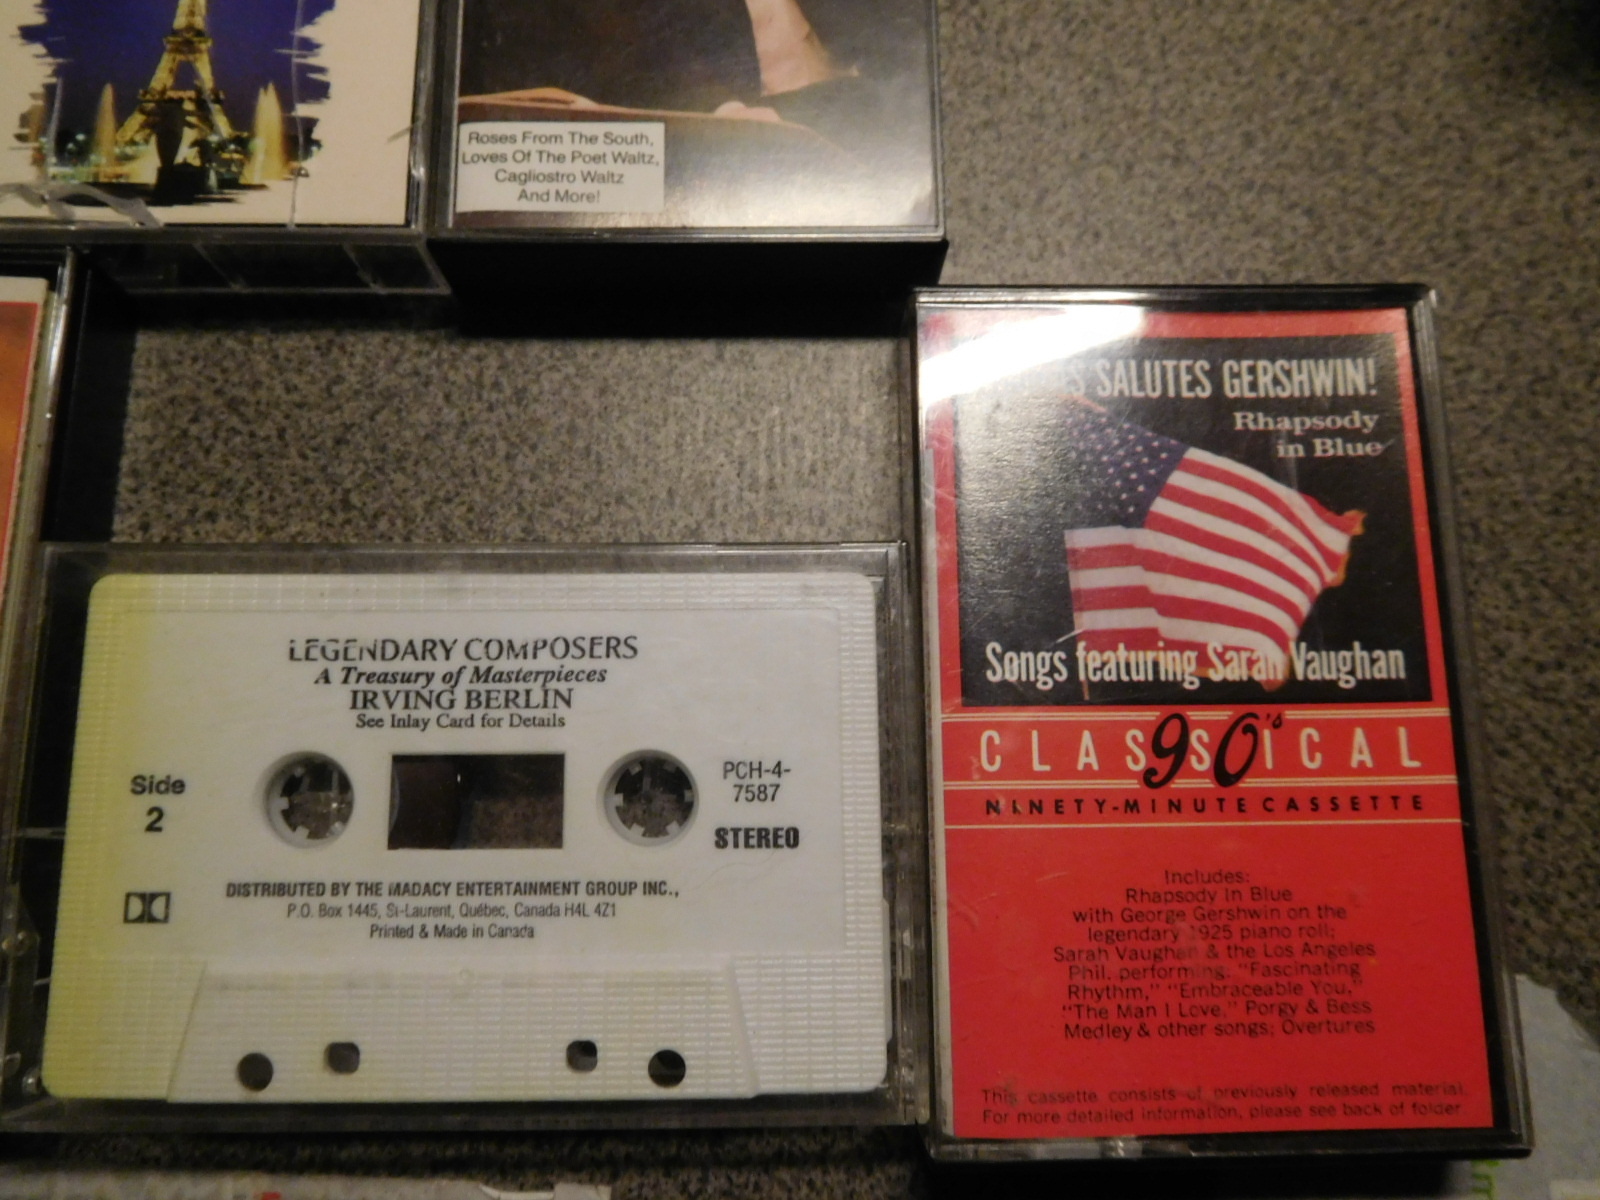 Roses From The South,
Loves Of The Poet Waltz,
Cagliostro Waltz
And More!
LEGENDARY COMPOSERS
A Treasury of Masterpieces
IRVING BERLIN
See Inlay Card for Details
Side
2
PCH-4-
7587
STEREO
DISTRIBUTED BY THE MADACY ENTERTAINMENT GROUP INC.,
P.O. Box 1445, St-Laurent, Québec, Canada H4L 4Z1
Printed & Made in Canada
SALUTES GERSHWIN!
Rhapsody
in Blue
Songs featuring Sarah Vaughan
CLASSICAL
90's
NINETY-MINUTE CASSETTE
Includes:
Rhapsody In Blue
with George Gershwin on the
legendary 1925 piano roll;
Sarah Vaughan & the Los Angeles
Phil. performing: "Fascinating
Rhythm," "Embraceable You,"
"The Man I Love," Porgy & Bess
Medley & other songs; Overtures
This cassette consists of previously released material.
For more detailed information, please see back of folder.